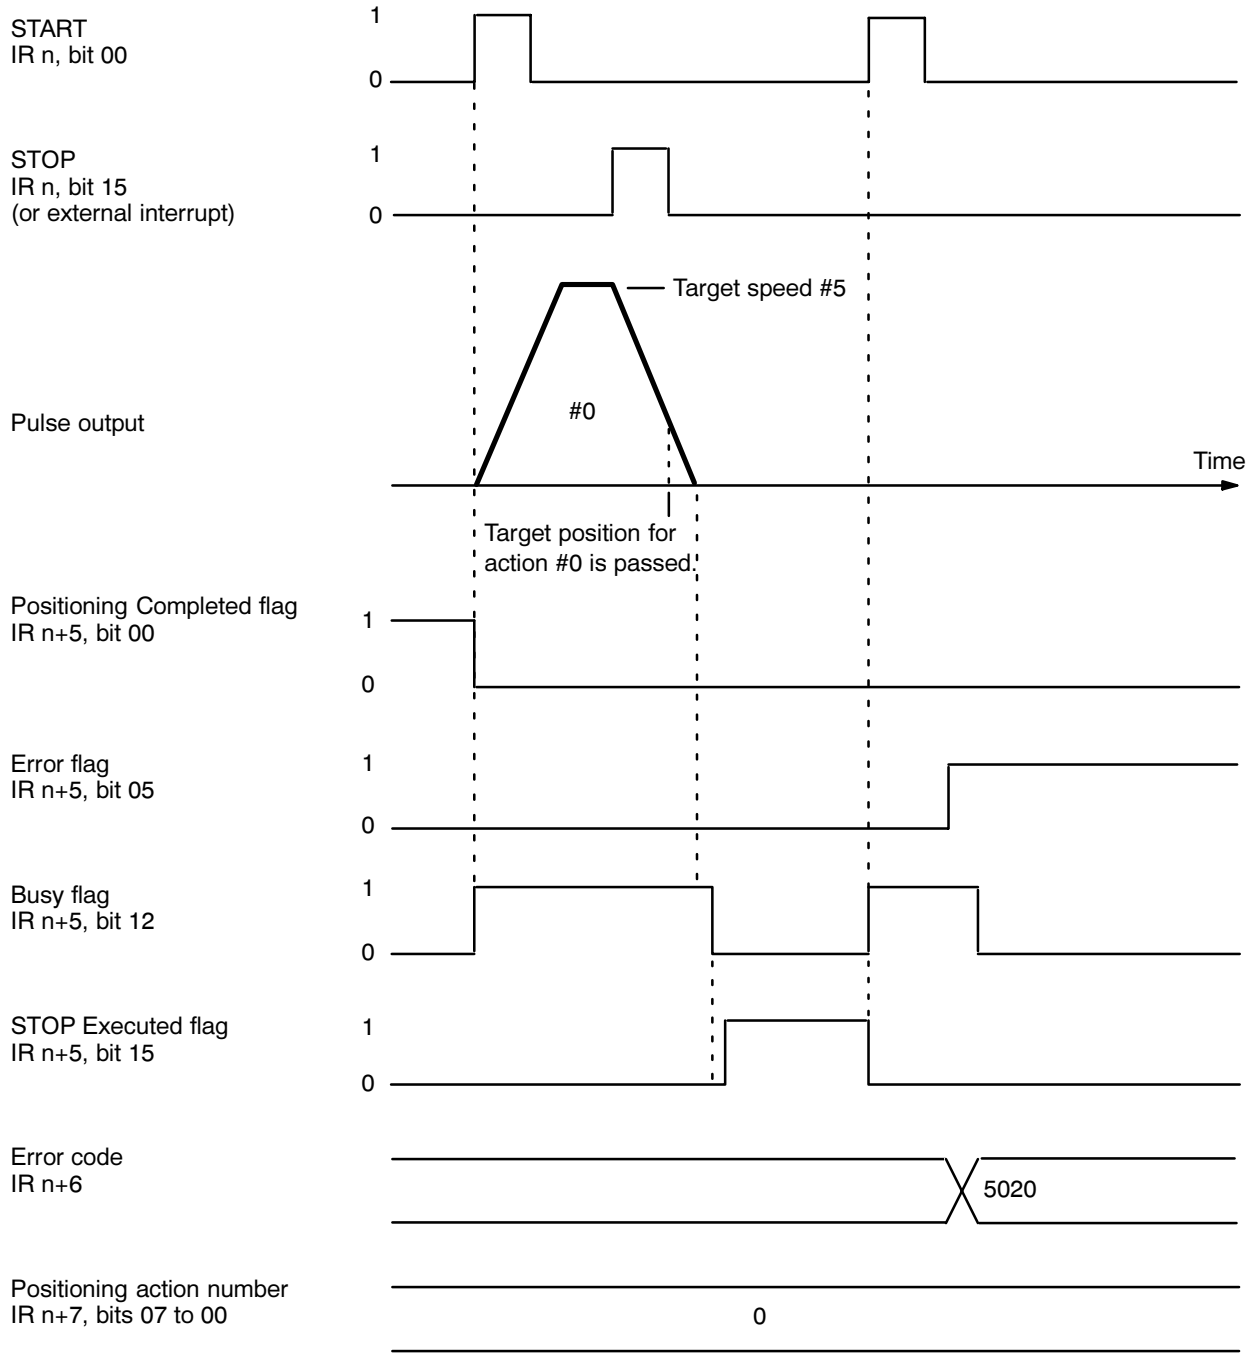 START
IR n, bit 00
1
0
STOP
IR n, bit 15
(or external interrupt)
1
0
Target speed #5
Pulse output
#0
Time
Target position for
action #0 is passed.
Positioning Completed flag
IR n+5, bit 00
1
0
Error flag
IR n+5, bit 05
1
0
Busy flag
IR n+5, bit 12
1
0
STOP Executed flag
IR n+5, bit 15
1
0
Error code
IR n+6
5020
Positioning action number
IR n+7, bits 07 to 00
0